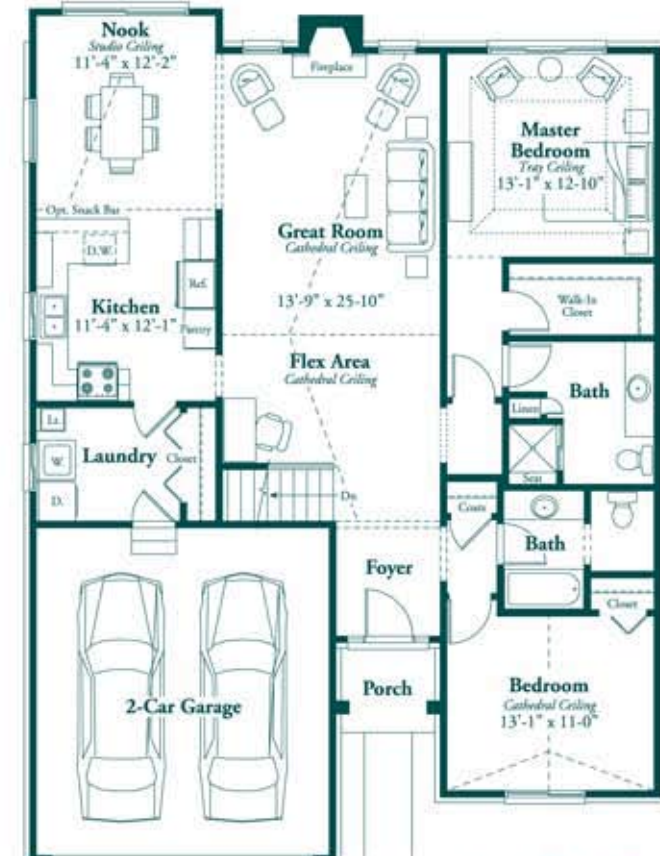 Nook
Studio Ceiling
11'-4" x 12'-2"
Fireplace
Master
Bedroom
Tray Ceiling
13'-1" x 12-10"
Opt. Snack Bar
Great Room
Cathedral Ceiling
13'-9" x 25-10"
D.W.
Ref.
Kitchen
11'-4" x 12'-1"
Pantry
Walk-In
Closet
Flex Area
Cathedral Ceiling
Bath
Linen
Seat
Laundry
Closet
W.
D.
Dn
Coats
Bath
Foyer
Closet
Porch
2-Car Garage
Bedroom
Cathedral Ceiling
13'-1" x 11-0"